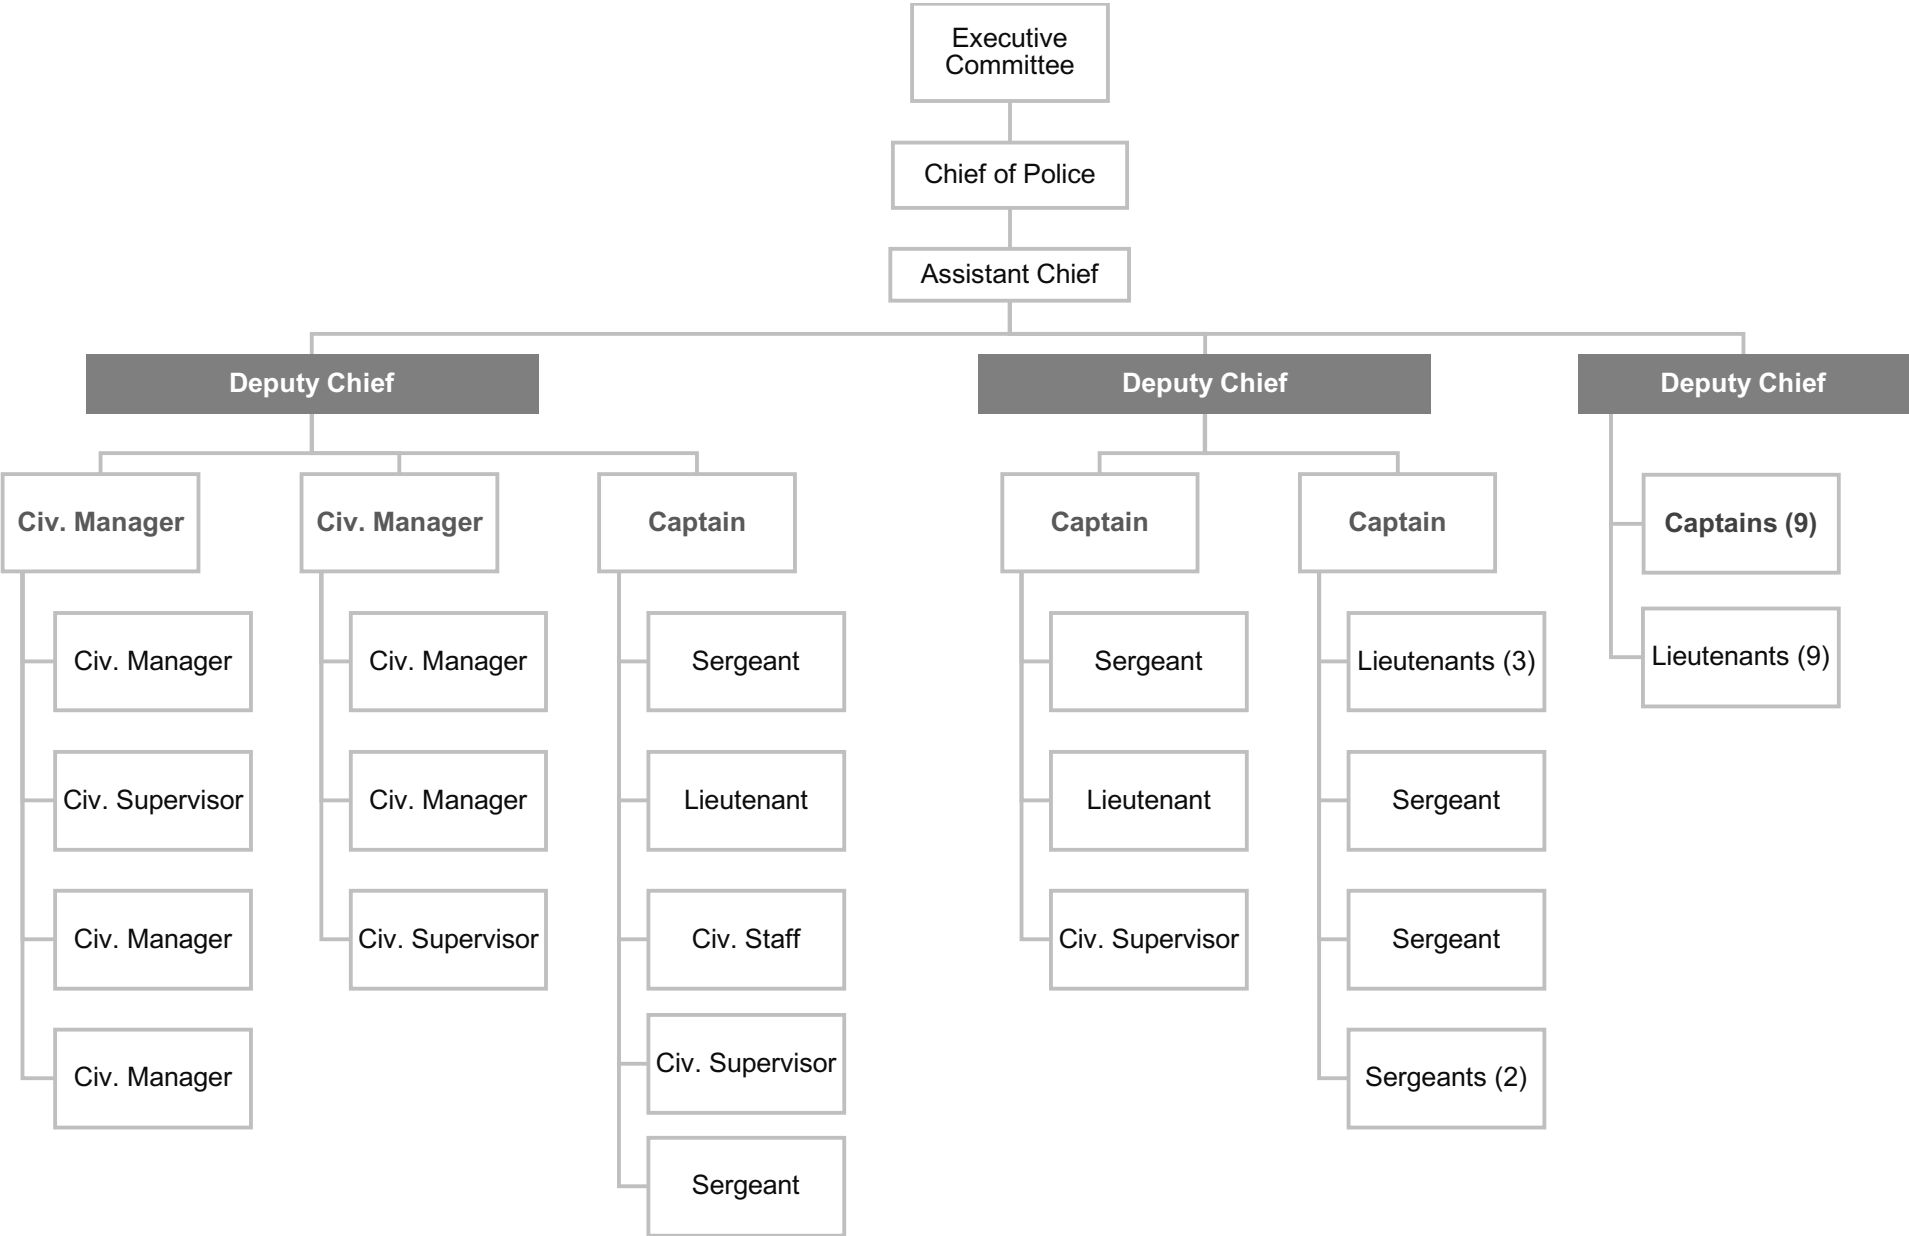 Executive
Committee
Chief of Police
Assistant Chief
Deputy Chief
Deputy Chief
Deputy Chief
Civ. Manager
Civ. Manager
Captain
Captain
Captain
Captains (9)
Civ. Manager
Civ. Manager
Sergeant
Sergeant
Lieutenants (3)
Lieutenants (9)
Civ. Supervisor
Civ. Manager
Lieutenant
Lieutenant
Sergeant
Civ. Manager
Civ. Supervisor
Civ. Staff
Civ. Supervisor
Sergeant
Civ. Manager
Civ. Supervisor
Sergeants (2)
Sergeant